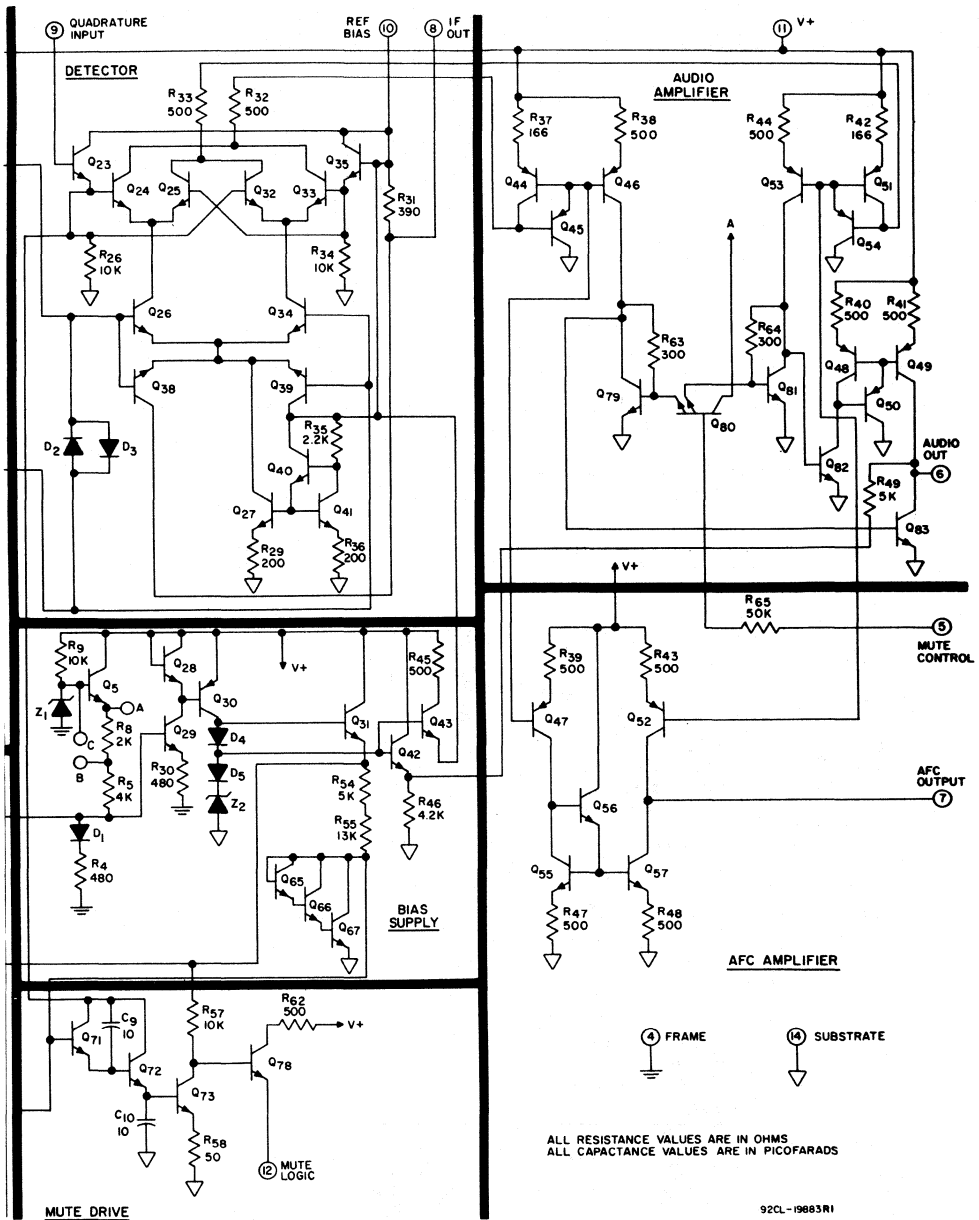 9 QUADRATURE INPUT
REF BIAS 10
8 IF OUT
11 V+
DETECTOR
AUDIO AMPLIFIER
R33 500
R32 500
R37 166
R38 500
R44 500
R42 166
Q23
Q24
Q25
Q32
Q33
Q35
Q44
Q46
Q53
Q51
R31 390
Q45
A
Q54
R26 10K
R34 10K
Q26
Q34
R40 500
R41 500
R63 300
R64 300
Q38
Q39
Q48
Q49
Q79
Q80
Q81
Q50
D2
D3
R35 2.2K
Q40
Q82
AUDIO OUT
6
R49 5K
Q27
Q41
Q83
R29 200
R36 200
V+
R65 50K
5
MUTE CONTROL
R9 10K
Q5
Q28
V+
R45 500
R39 500
R43 500
Z1
A
Q30
Q31
Q43
Q47
Q52
R8 2K
C
Q29
D4
Q42
B
R30 480
D5
R54 5K
AFC OUTPUT
7
R5 4K
Z2
R46 4.2K
Q56
D1
R55 13K
R4 480
Q65
Q55
Q57
Q66
BIAS SUPPLY
Q67
R47 500
R48 500
AFC AMPLIFIER
R62 500
V+
C9 10
R57 10K
Q71
4 FRAME
14 SUBSTRATE
Q72
Q78
Q73
C10 10
R58 50
12 MUTE LOGIC
ALL RESISTANCE VALUES ARE IN OHMS
ALL CAPACTANCE VALUES ARE IN PICOFARADS
MUTE DRIVE
92CL-19883R1